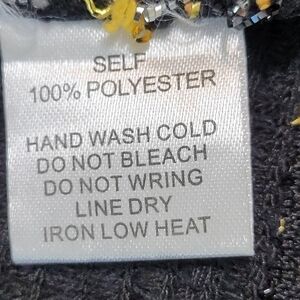 SELF
100% POLYESTER
HAND WASH COLD
DO NOT BLEACH
DO NOT WRING
LINE DRY
IRON LOW HEAT